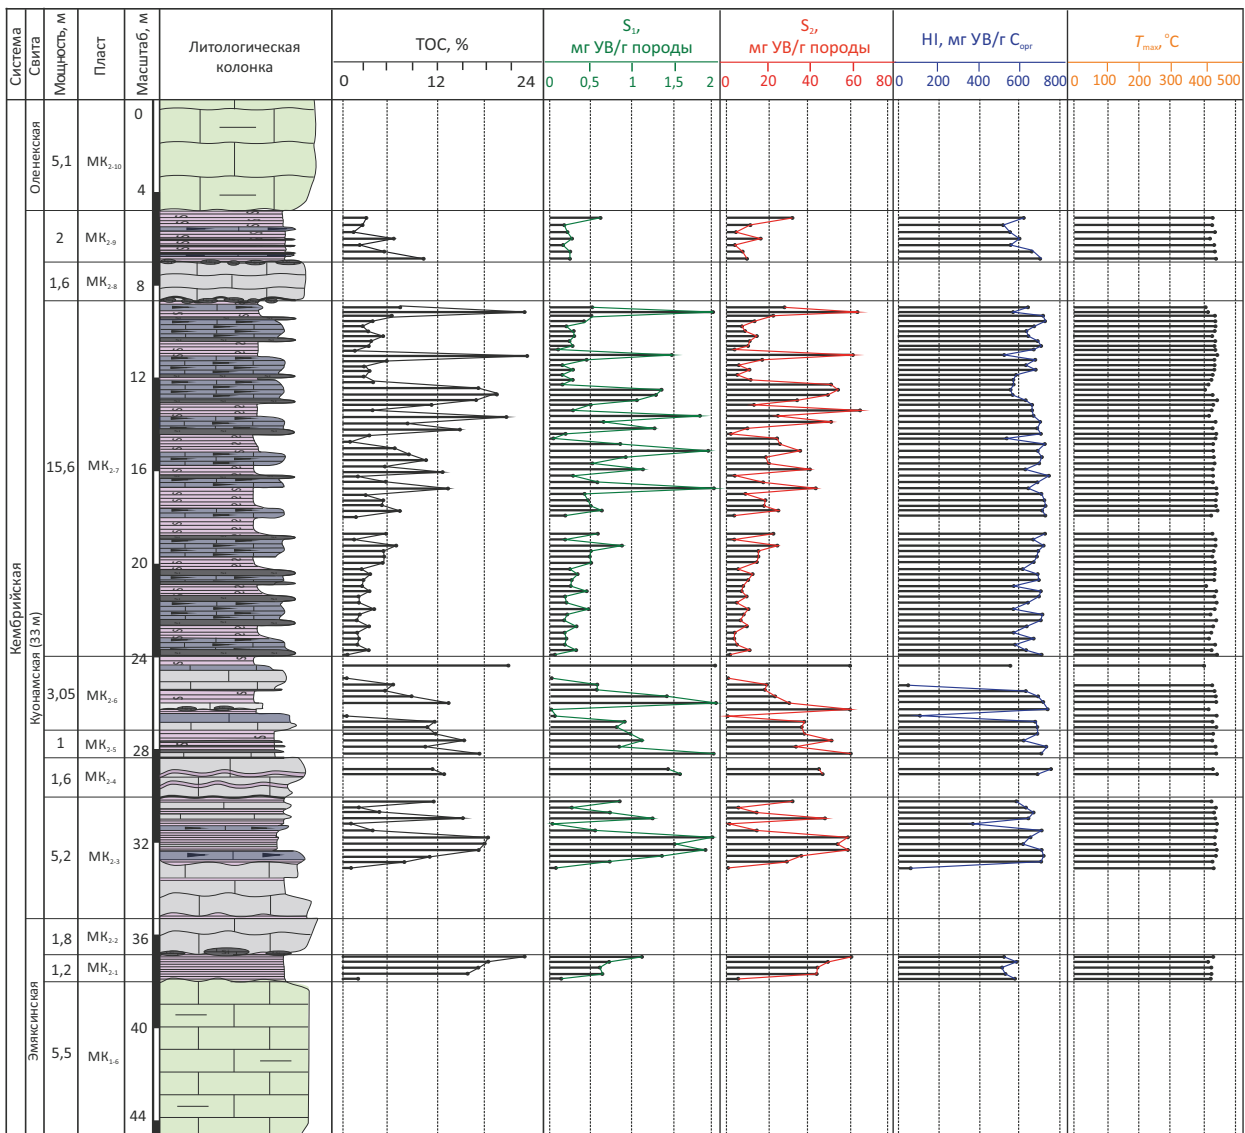 Система
Свита
Мощность, м
Пласт
Масштаб, м
Литологическая
колонка
TOC, %
S₁,
мг УВ/г породы
S₂,
мг УВ/г породы
HI, мг УВ/г Cₒᵣᵣ
Tmax, °C
0 12 24
0 0,5 1 1,5 2
0 20 40 60 80
0 200 400 600 800
0 100 200 300 400 500
Кембрийская
Оленекская
Куонамская (33 м)
Эмяксинская
5,1 МК₂₋₁₀
2 МК₂₋₉
1,6 МК₂₋₈
15,6 МК₂₋₇
3,05 МК₂₋₆
1 МК₂₋₅
1,6 МК₂₋₄
5,2 МК₂₋₃
1,8 МК₂₋₂
1,2 МК₂₋₁
5,5 МК₁₋₆
0
4
8
12
16
20
24
28
32
36
40
44